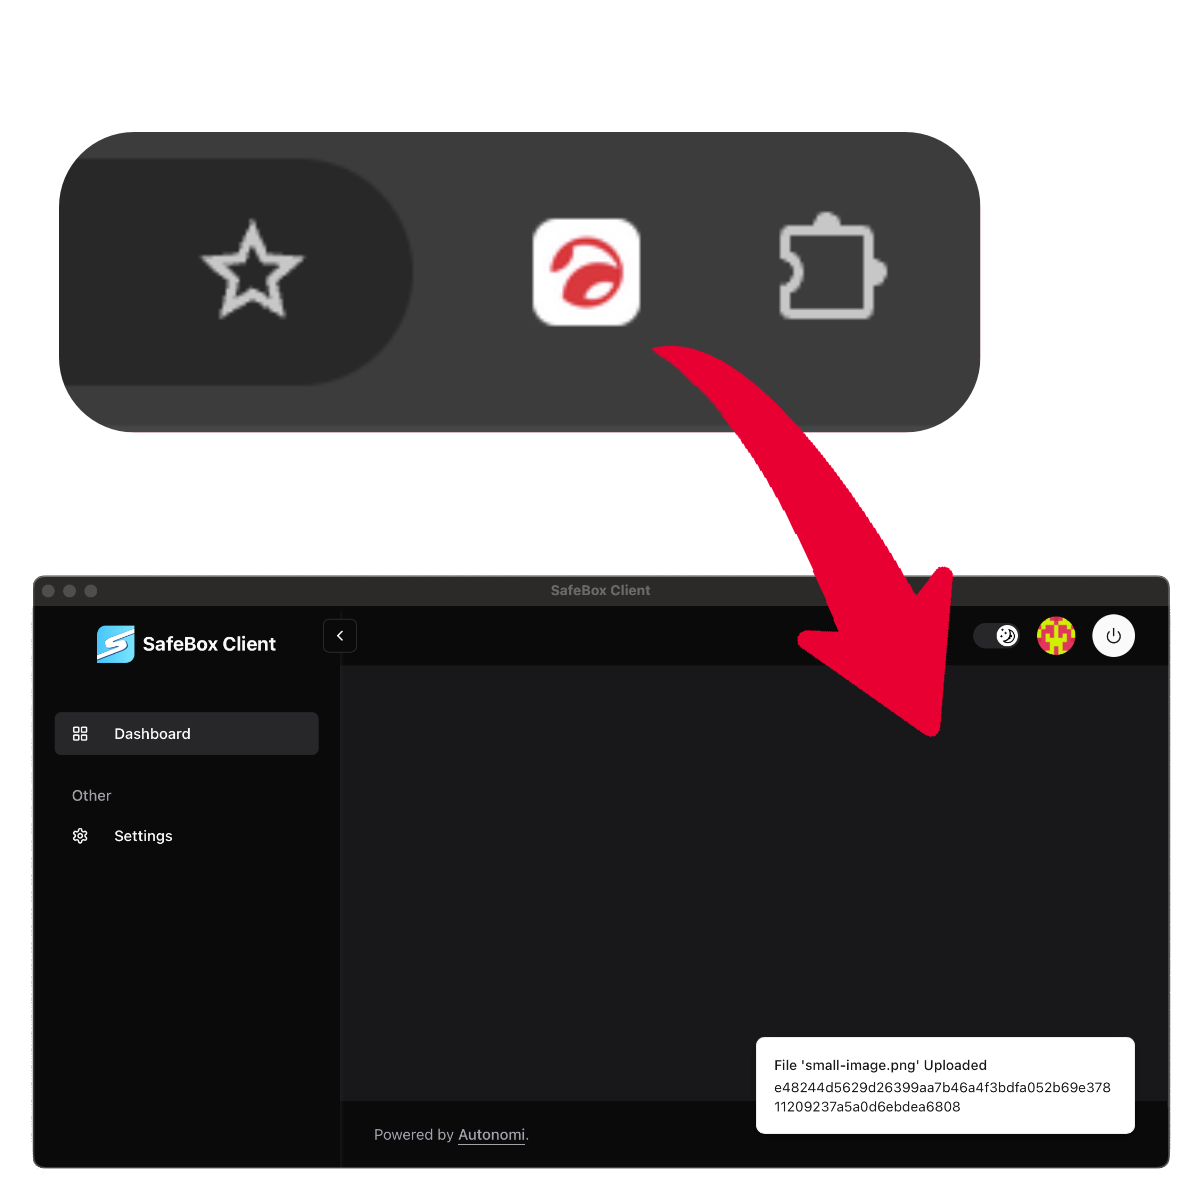 SafeBox Client
SafeBox Client
Dashboard
Other
Settings
File 'small-image.png' Uploaded
e48244d5629d26399aa7b46a4f3bdfa052b69e378
11209237a5a0d6ebdea6808
Powered by Autonomi.